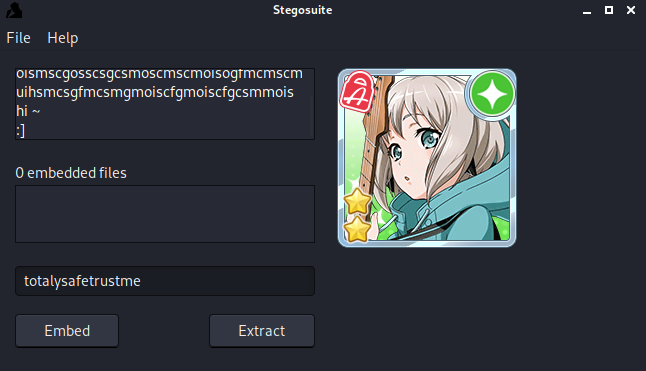 Stegosuite
File Help
oismscgosscsgcsmoscmscmoisogfmcmscm
uihsmcsgfmcsmgmoiscfgmoiscfgcsmmois
hi ~
:]
0 embedded files
totalysafetrustme
Embed Extract